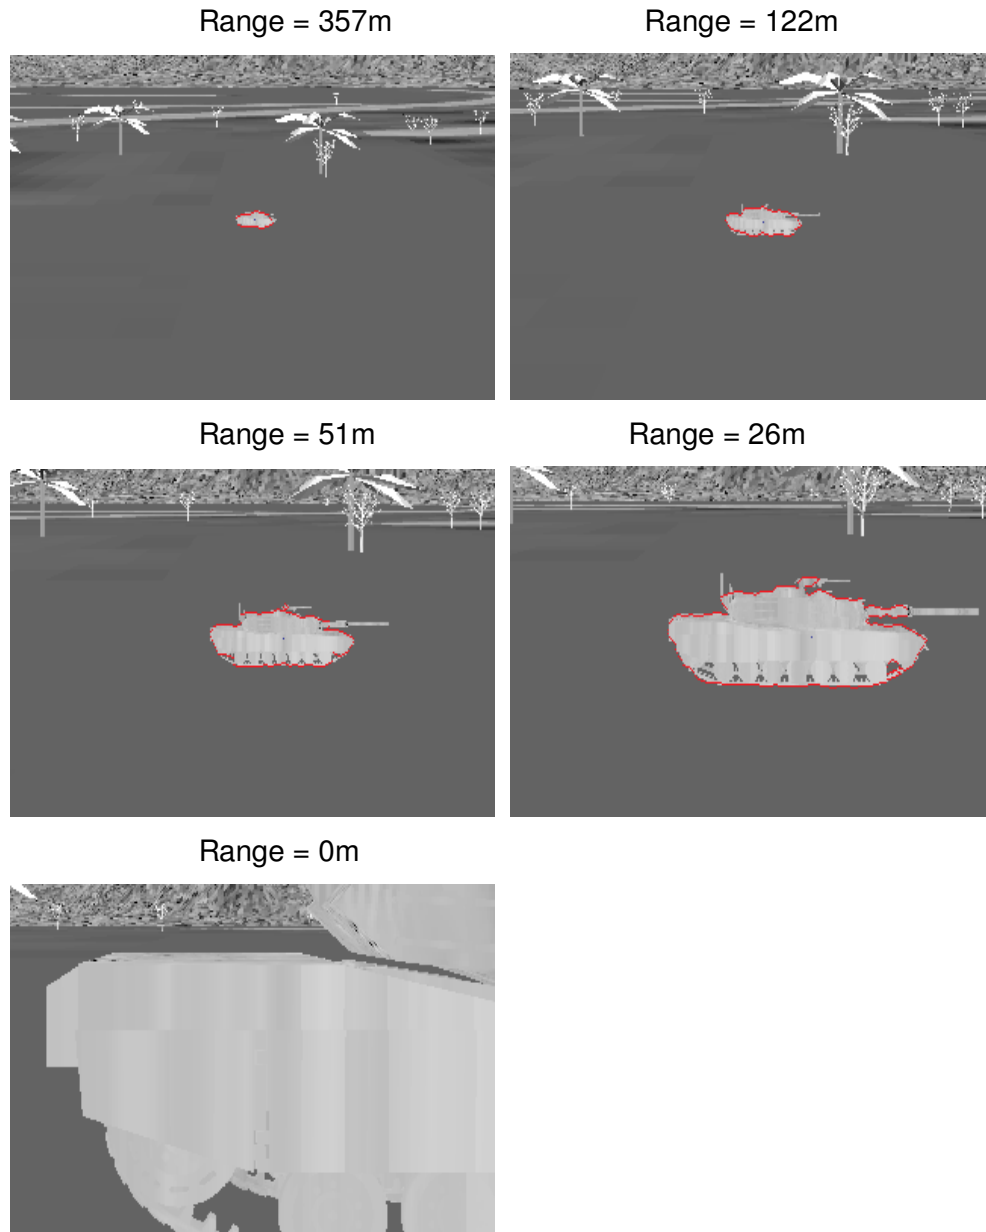 Range = 357m
Range = 122m
Range = 51m
Range = 26m
Range = 0m